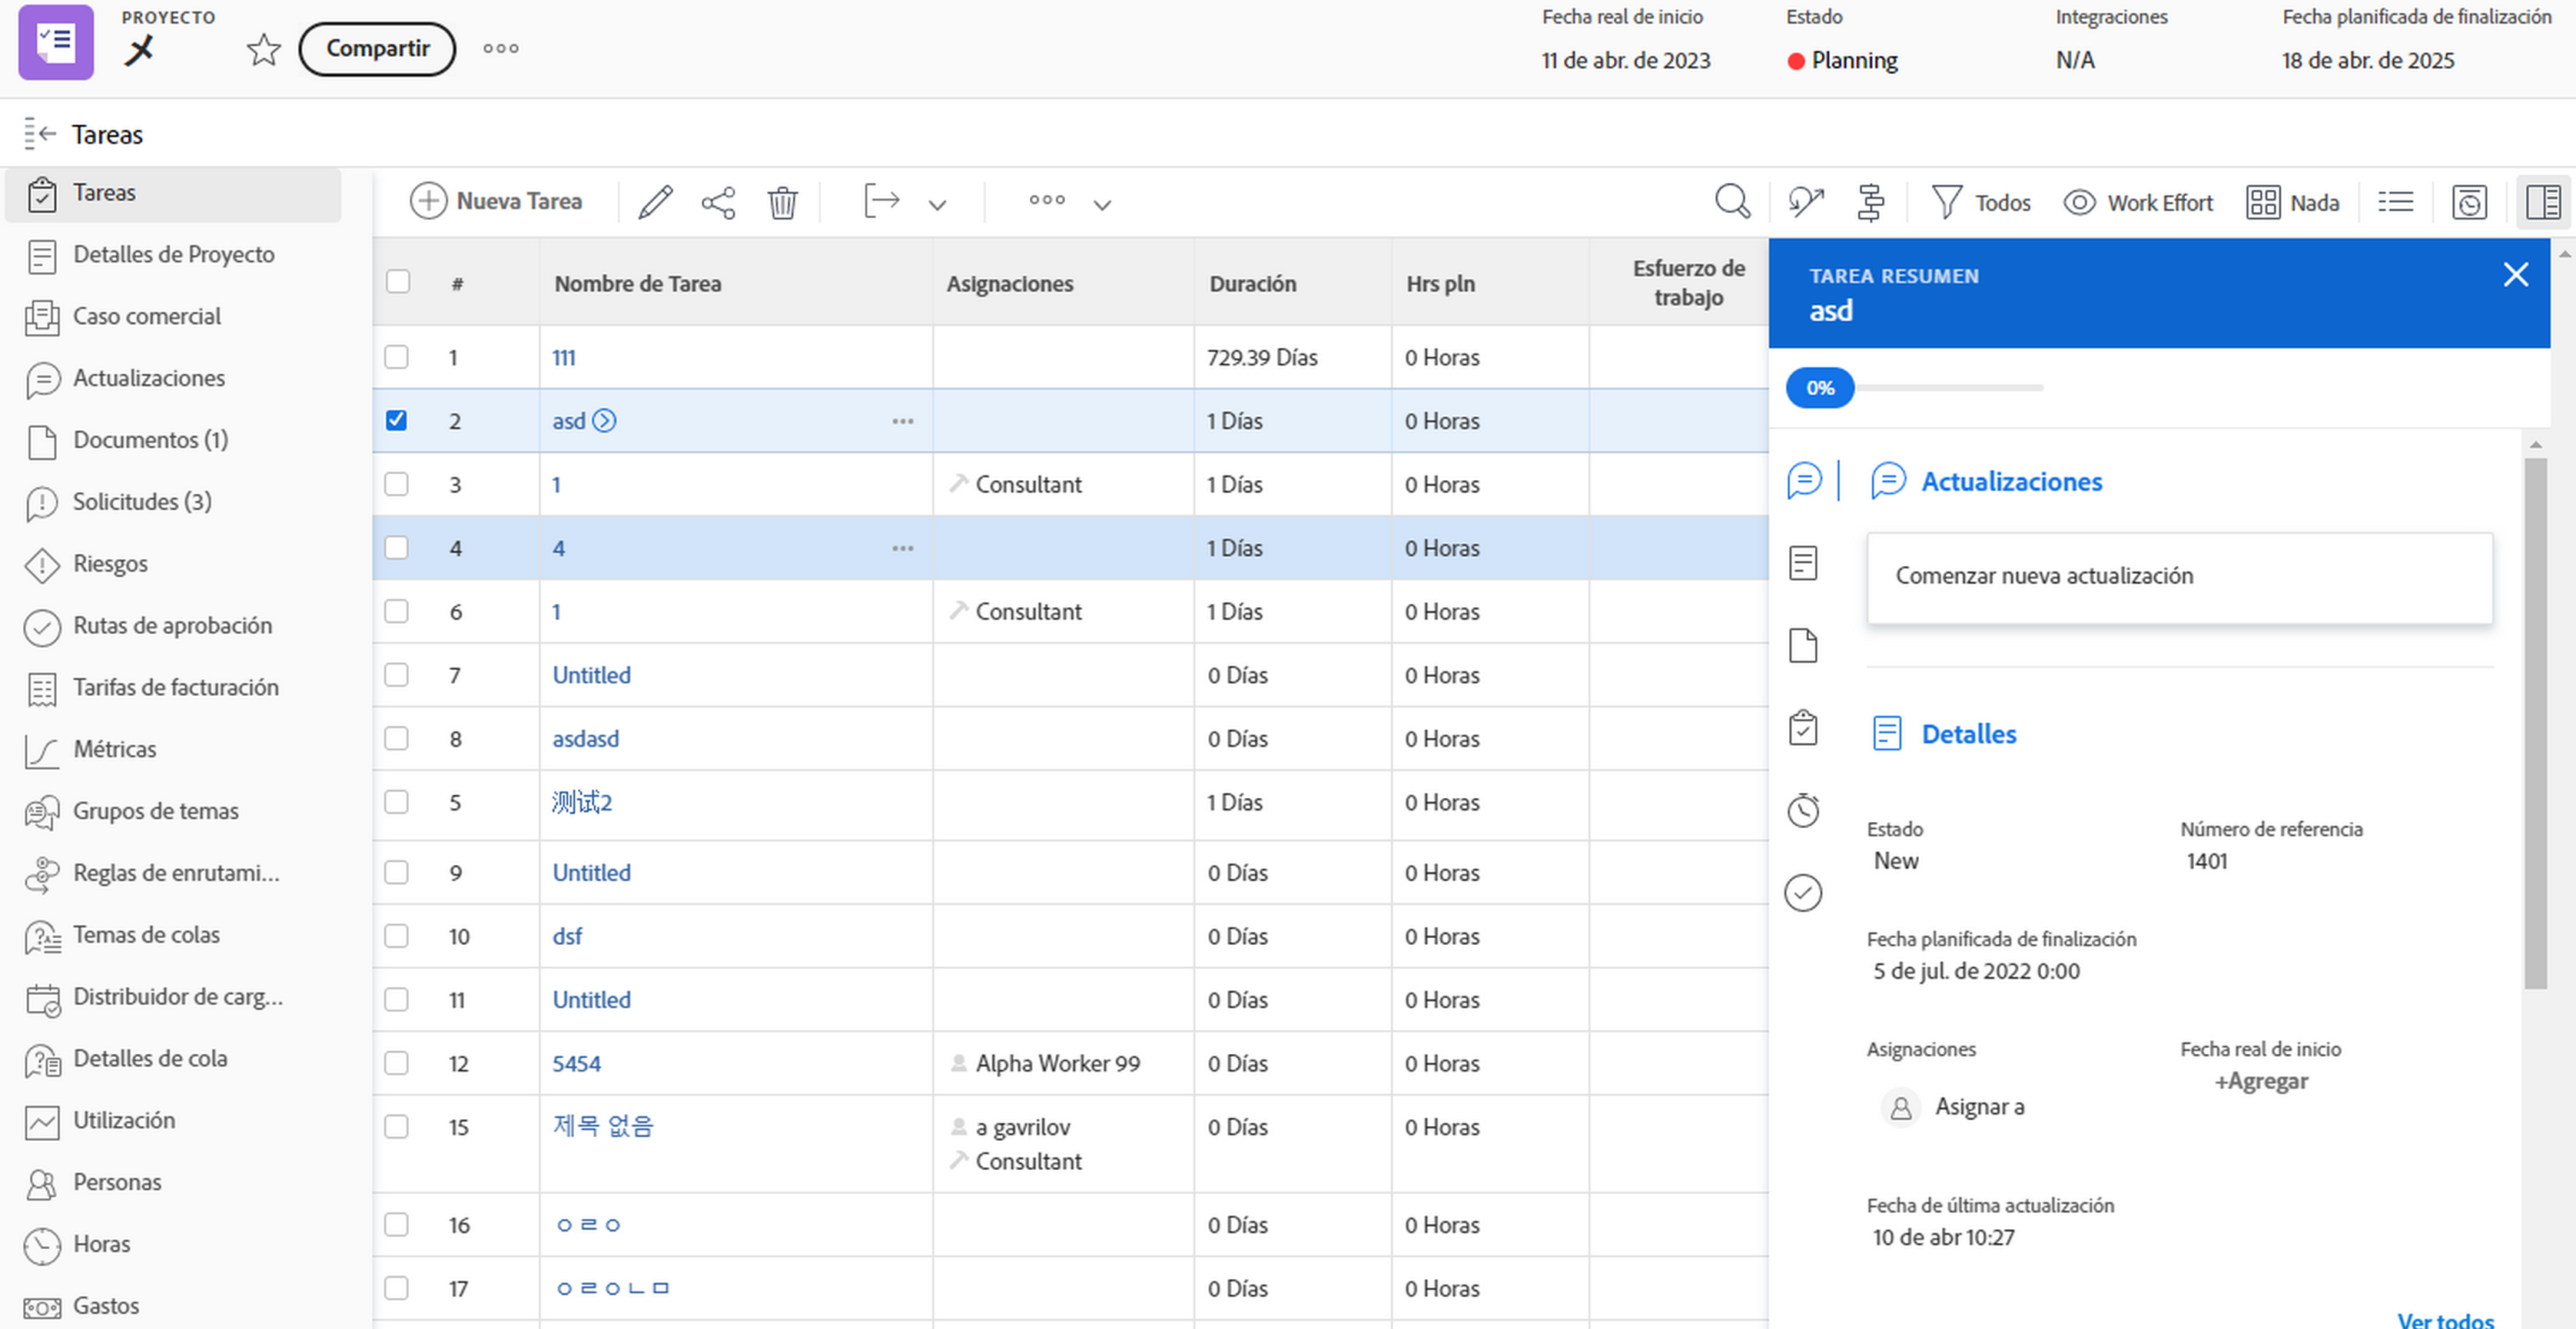 PROYECTO
メ
Compartir
Fecha real de inicio
11 de abr. de 2023
Estado
Planning
Integraciones
N/A
Fecha planificada de finalización
18 de abr. de 2025
Tareas
Tareas
Detalles de Proyecto
Caso comercial
Actualizaciones
Documentos (1)
Solicitudes (3)
Riesgos
Rutas de aprobación
Tarifas de facturación
Métricas
Grupos de temas
Reglas de enrutami...
Temas de colas
Distribuidor de carg...
Detalles de cola
Utilización
Personas
Horas
Gastos
Nueva Tarea
Todos
Work Effort
Nada
# Nombre de Tarea Asignaciones Duración Hrs pln Esfuerzo de trabajo
1 111 729.39 Días 0 Horas
2 asd 1 Días 0 Horas
3 1 Consultant 1 Días 0 Horas
4 4 1 Días 0 Horas
6 1 Consultant 1 Días 0 Horas
7 Untitled 0 Días 0 Horas
8 asdasd 0 Días 0 Horas
5 测试2 1 Días 0 Horas
9 Untitled 0 Días 0 Horas
10 dsf 0 Días 0 Horas
11 Untitled 0 Días 0 Horas
12 5454 Alpha Worker 99 0 Días 0 Horas
15 제목 없음 a gavrilov 0 Días 0 Horas
Consultant
16 ㅇㄹㅇ 0 Días 0 Horas
17 ㅇㄹㅇㄴㅁ 0 Días 0 Horas
TAREA RESUMEN
asd
0%
Actualizaciones
Comenzar nueva actualización
Detalles
Estado
New
Número de referencia
1401
Fecha planificada de finalización
5 de jul. de 2022 0:00
Asignaciones
Asignar a
Fecha real de inicio
+Agregar
Fecha de última actualización
10 de abr 10:27
Ver todos